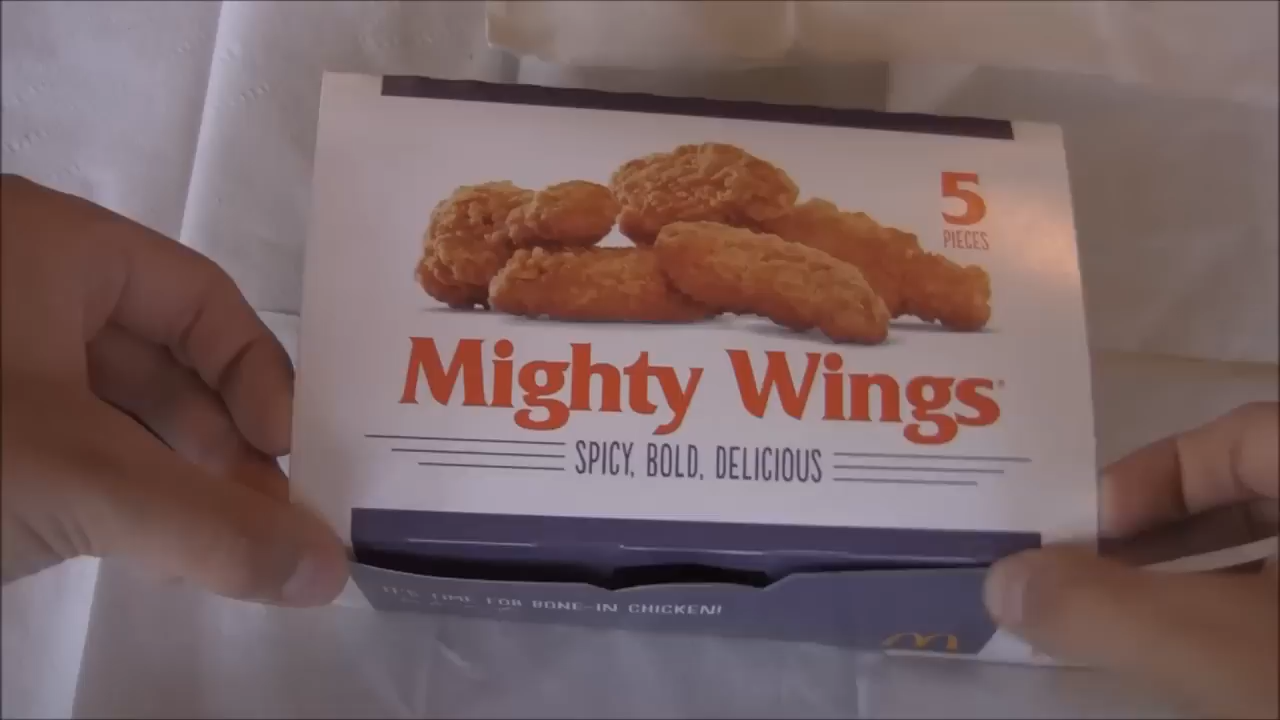 5
PIECES
Mighty Wings®
SPICY, BOLD, DELICIOUS
IT'S TIME FOR BONE-IN CHICKEN!